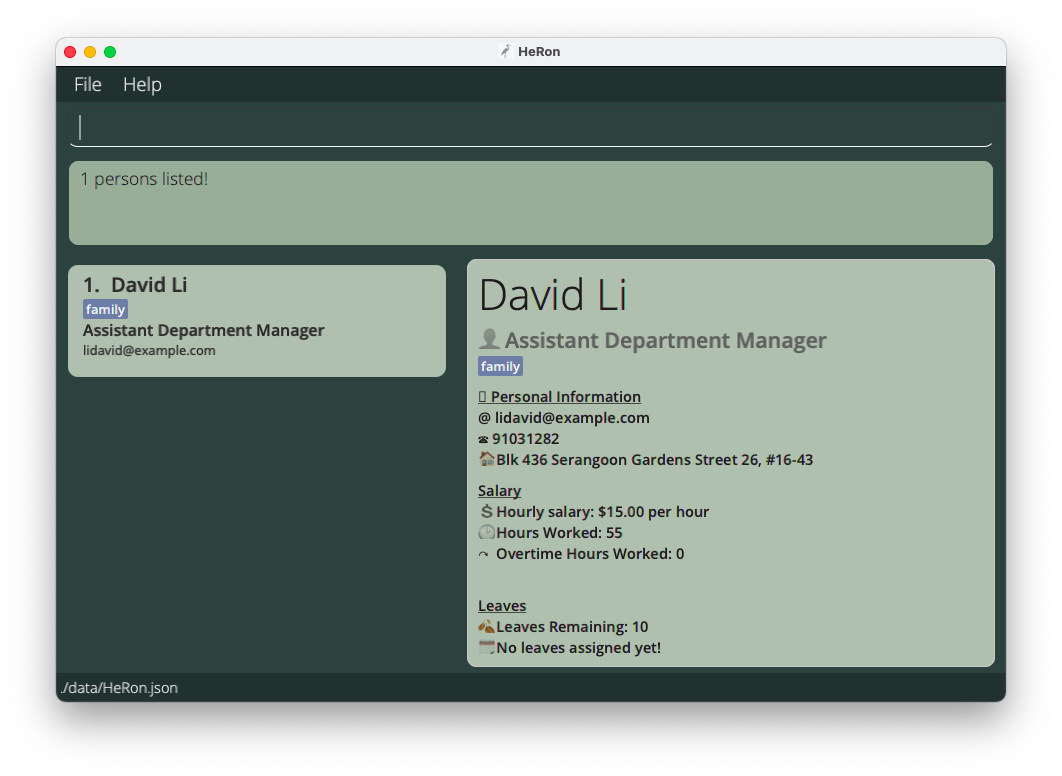 HeRon
File Help
1 persons listed!
1. David Li
family
Assistant Department Manager
lidavid@example.com
David Li
Assistant Department Manager
family
Personal Information
@ lidavid@example.com
91031282
Blk 436 Serangoon Gardens Street 26, #16-43
Salary
$ Hourly salary: $15.00 per hour
Hours Worked: 55
Overtime Hours Worked: 0
Leaves
Leaves Remaining: 10
No leaves assigned yet!
./data/HeRon.json